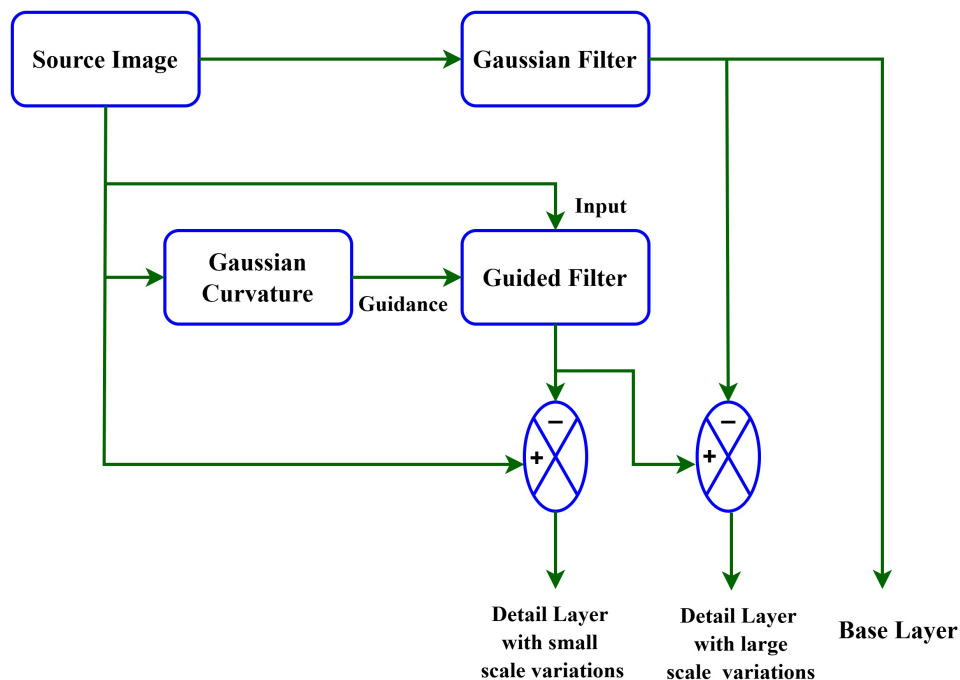 Source Image
Gaussian Filter
Input
Gaussian
Curvature
Guidance
Guided Filter
−
+
−
+
Detail Layer
with small
scale variations
Detail Layer
with large
scale variations
Base Layer